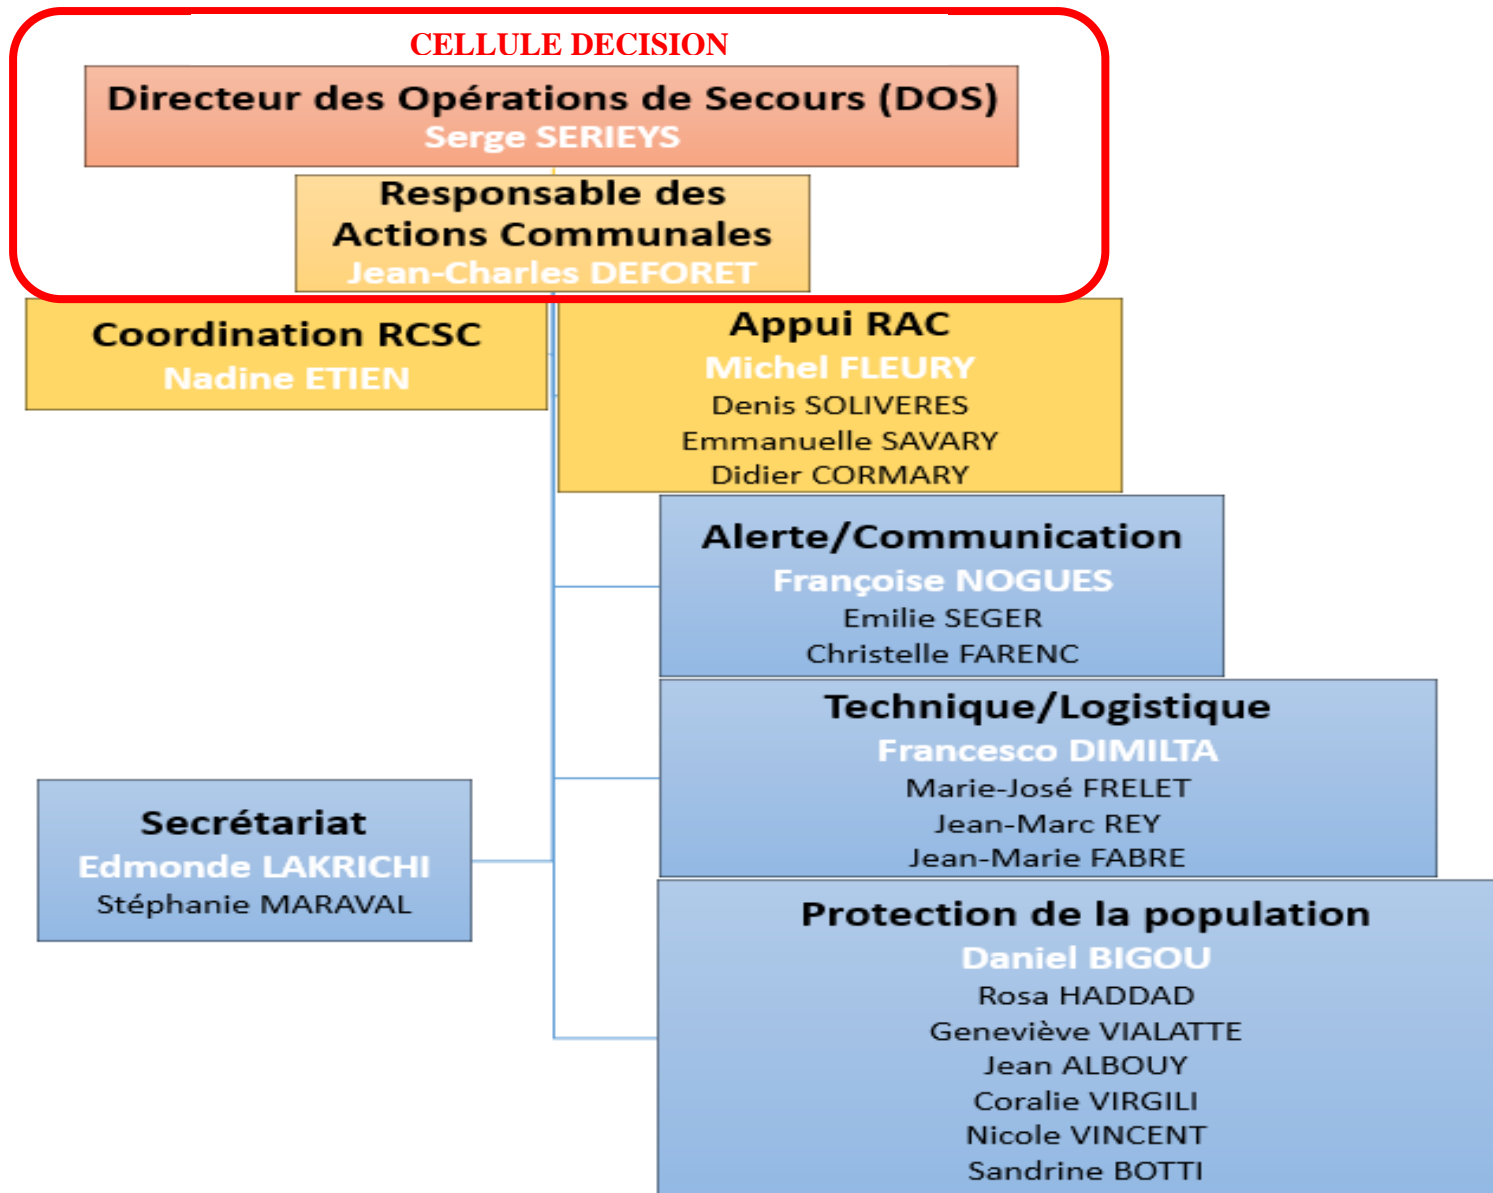 CELLULE DECISION
Directeur des Opérations de Secours (DOS)
Serge SERIEYS
Responsable des
Actions Communales
Jean-Charles DEFORET
Coordination RCSC
Nadine ETIEN
Appui RAC
Michel FLEURY
Denis SOLIVERES
Emmanuelle SAVARY
Didier CORMARY
Alerte/Communication
Françoise NOGUES
Emilie SEGER
Christelle FARENC
Technique/Logistique
Francesco DIMILTA
Marie-José FRELET
Jean-Marc REY
Jean-Marie FABRE
Secrétariat
Edmonde LAKRICHI
Stéphanie MARAVAL
Protection de la population
Daniel BIGOU
Rosa HADDAD
Geneviève VIALATTE
Jean ALBOUY
Coralie VIRGILI
Nicole VINCENT
Sandrine BOTTI